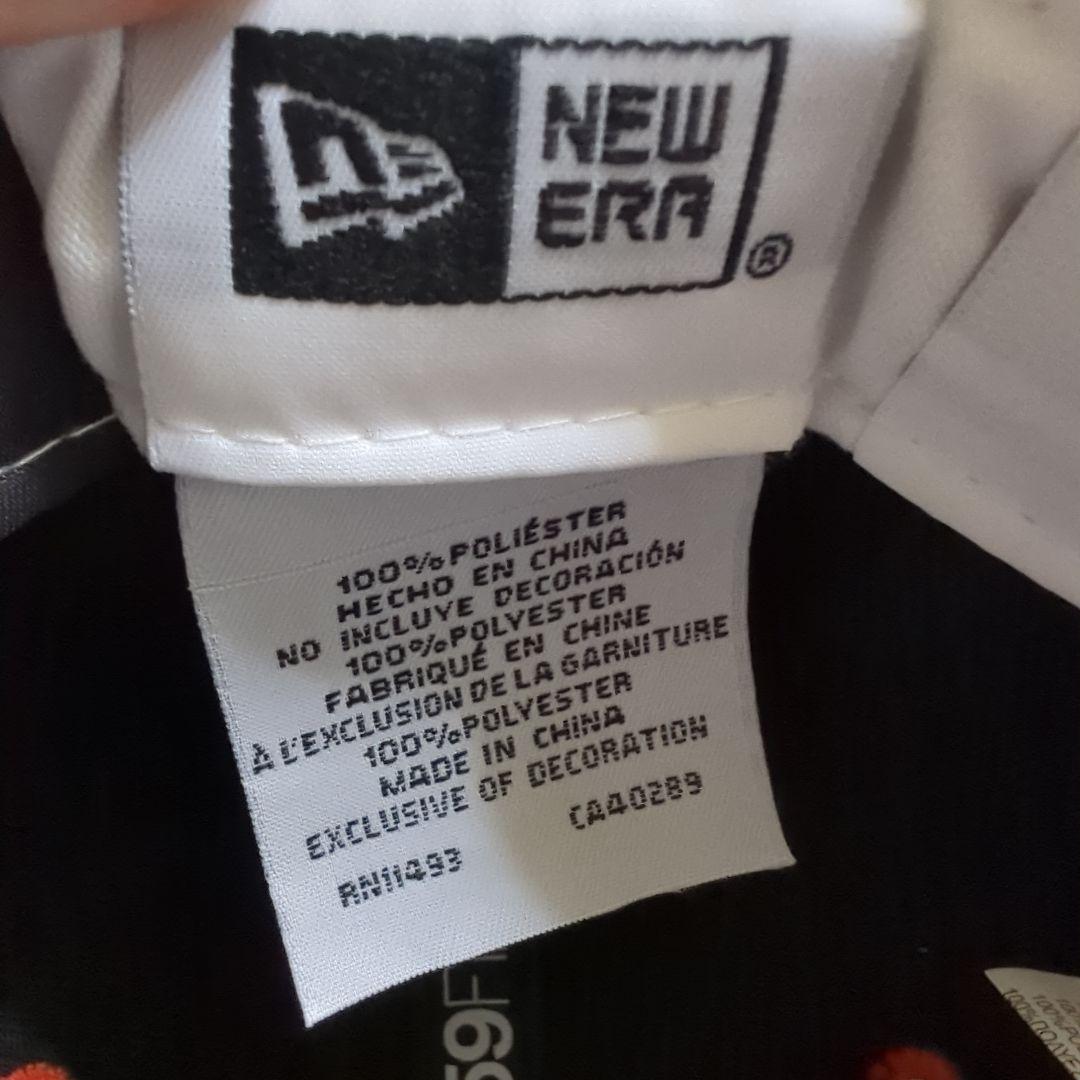 NEW
ERA
®
100%POLIÉSTER
HECHO EN CHINA
NO INCLUYE DECORACIÓN
100%POLYESTER
FABRIQUÉ EN CHINE
A L'EXCLUSION DE LA GARNITURE
100%POLYESTER
MADE IN CHINA
EXCLUSIVE OF DECORATION
CA40289
RN11493